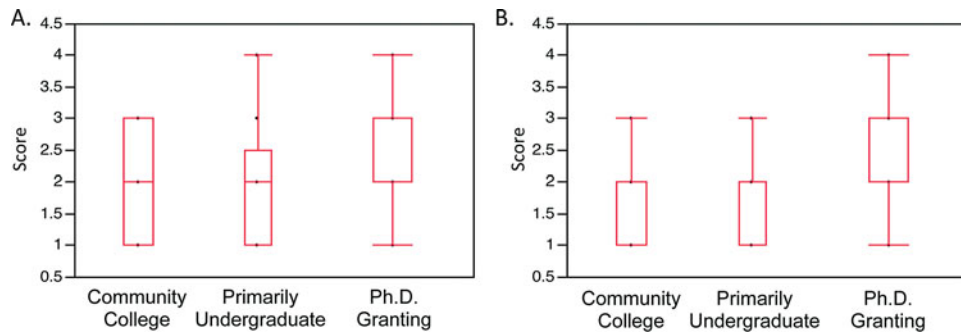 A.
4.5
4
3.5
3
2.5
2
1.5
1
0.5
Score
Community
College
Primarily
Undergraduate
Ph.D.
Granting
B.
4.5
4
3.5
3
2.5
2
1.5
1
0.5
Score
Community
College
Primarily
Undergraduate
Ph.D.
Granting